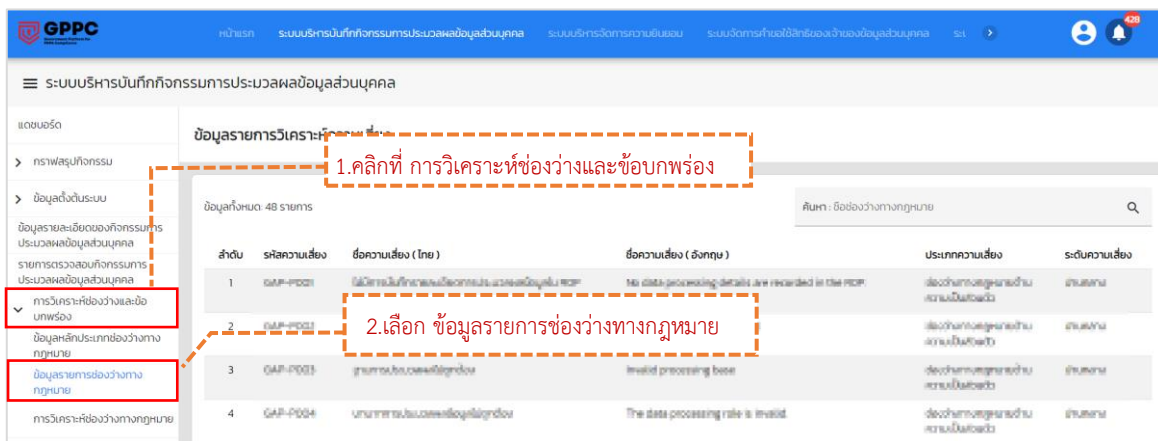 GPPC
หน้าแรก ระบบบริหารบันทึกกิจกรรมการประมวลผลข้อมูลส่วนบุคคล ระบบบริหารจัดการความยินยอม ระบบจัดการคำขอใช้สิทธิของเจ้าของข้อมูลส่วนบุคคล 428
ระบบบริหารบันทึกกิจกรรมการประมวลผลข้อมูลส่วนบุคคล
แดชบอร์ด
ข้อมูลรายการวิเคราะห์
กราฟสรุปกิจกรรม
1.คลิกที่ การวิเคราะห์ช่องว่างและข้อบกพร่อง
ข้อมูลตั้งต้นระบบ
ข้อมูลทั้งหมด: 48 รายการ
ค้นหา : ชื่อช่องว่างทางกฎหมาย
ข้อมูลรายละเอียดของกิจกรรมการ
ประมวลผลข้อมูลส่วนบุคคล
รายการตรวจสอบกิจกรรมการ
ประมวลผลข้อมูลส่วนบุคคล
ลำดับ รหัสความเสี่ยง ชื่อความเสี่ยง ( ไทย ) ชื่อความเสี่ยง ( อังกฤษ ) ประเภทความเสี่ยง ระดับความเสี่ยง
1 GAP-P001 No data processing details are recorded in the ROP.
การวิเคราะห์ช่องว่างและข้อ
บกพร่อง
2 GAP-P002
2.เลือก ข้อมูลรายการช่องว่างทางกฎหมาย
ข้อมูลหลักประเภทช่องว่างทาง
กฎหมาย
3 GAP-P003 Invalid processing base
ข้อมูลรายการช่องว่างทาง
กฎหมาย
4 GAP-P004 The data processing role is invalid.
การวิเคราะห์ช่องว่างทางกฎหมาย